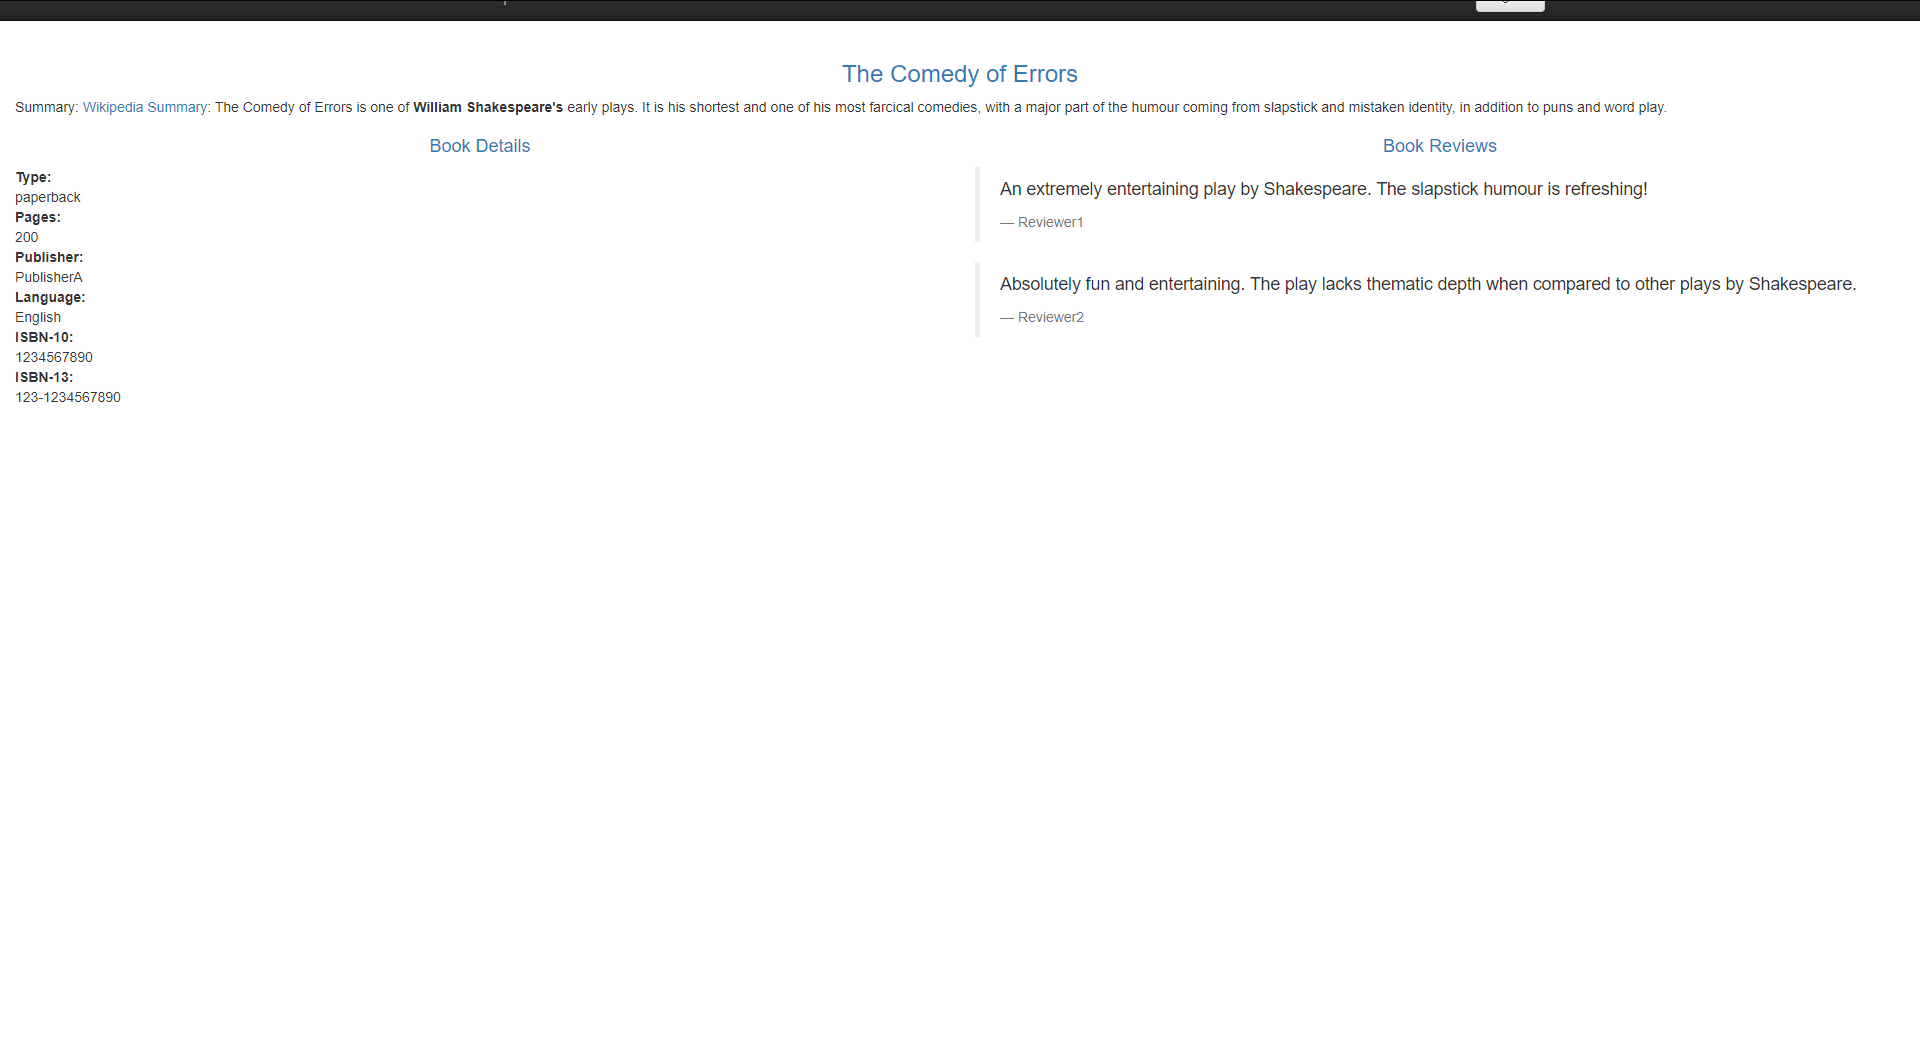 The Comedy of Errors
Summary: Wikipedia Summary: The Comedy of Errors is one of William Shakespeare's early plays. It is his shortest and one of his most farcical comedies, with a major part of the humour coming from slapstick and mistaken identity, in addition to puns and word play.
Book Details
Type:
paperback
Pages:
200
Publisher:
PublisherA
Language:
English
ISBN-10:
1234567890
ISBN-13:
123-1234567890
Book Reviews
An extremely entertaining play by Shakespeare. The slapstick humour is refreshing!
— Reviewer1
Absolutely fun and entertaining. The play lacks thematic depth when compared to other plays by Shakespeare.
— Reviewer2